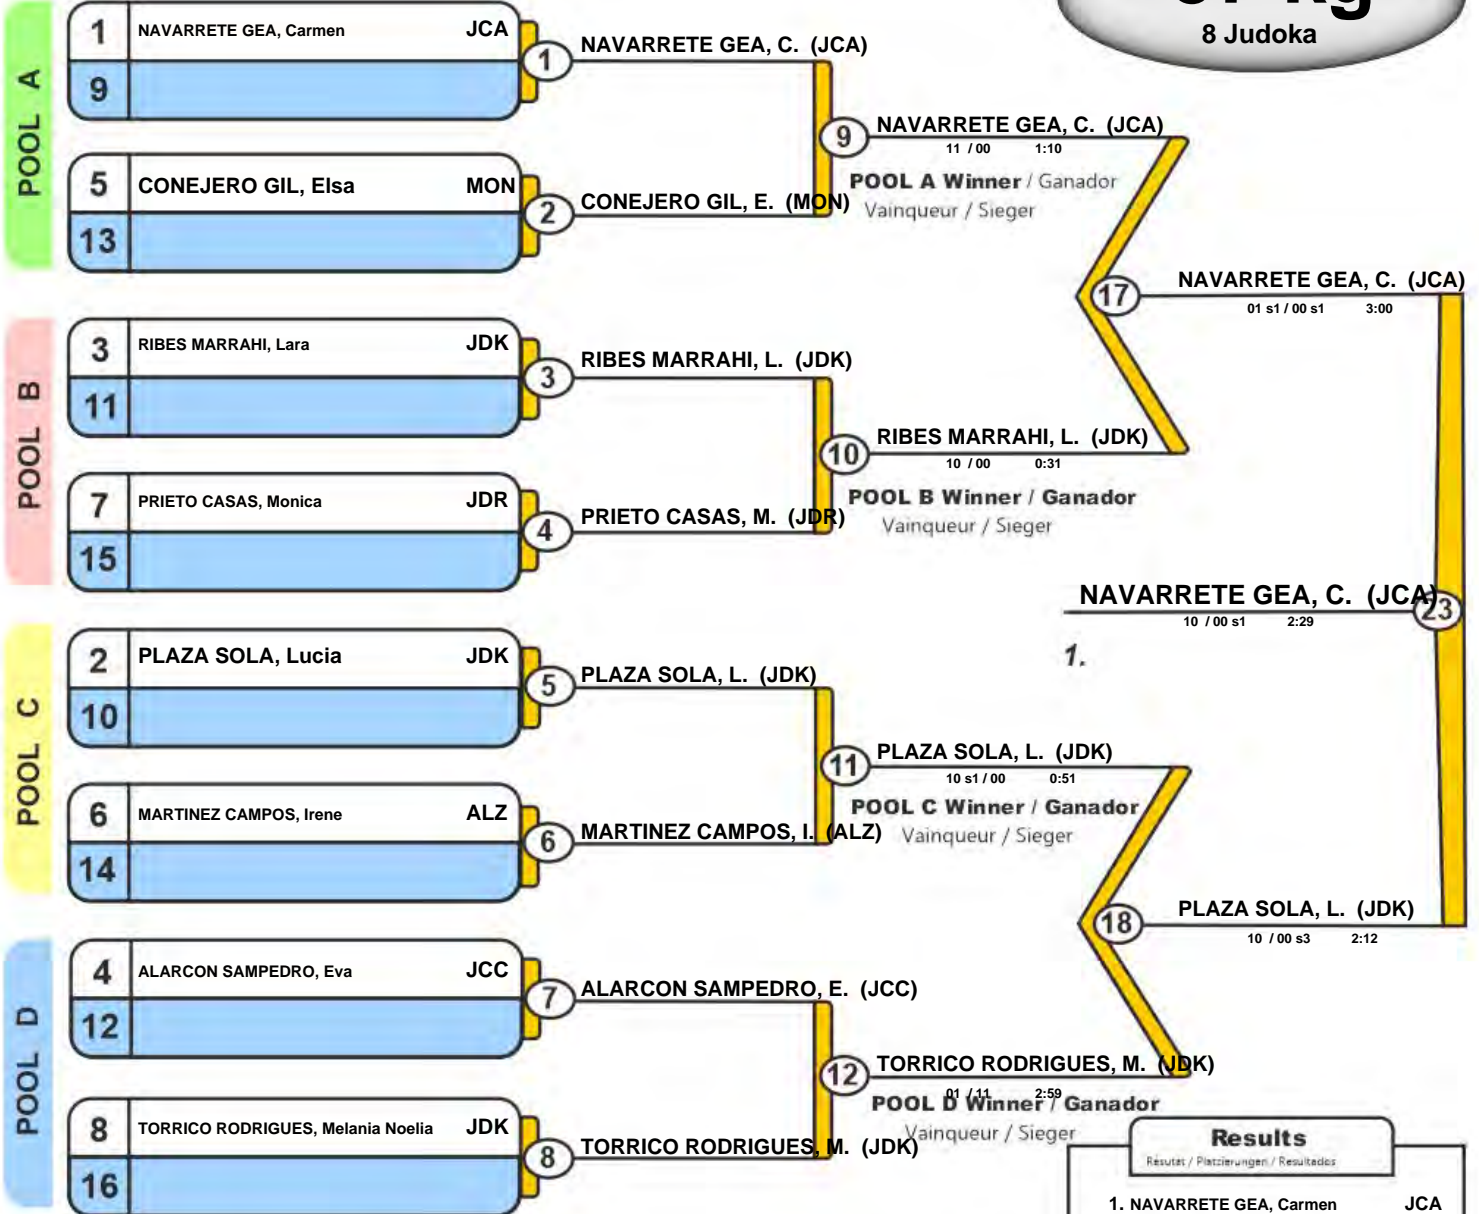 8 Judoka
POOL A
1 NAVARRETE GEA, Carmen JCA
9
1
NAVARRETE GEA, C. (JCA)
5 CONEJERO GIL, Elsa MON
13
2
CONEJERO GIL, E. (MON)
9
NAVARRETE GEA, C. (JCA)
11 / 00 1:10
POOL A Winner / Ganador
Vainqueur / Sieger
POOL B
3 RIBES MARRAHI, Lara JDK
11
3
RIBES MARRAHI, L. (JDK)
7 PRIETO CASAS, Monica JDR
15
4
PRIETO CASAS, M. (JDR)
10
RIBES MARRAHI, L. (JDK)
10 / 00 0:31
POOL B Winner / Ganador
Vainqueur / Sieger
17
NAVARRETE GEA, C. (JCA)
01 s1 / 00 s1 3:00
NAVARRETE GEA, C. (JCA)
23
10 / 00 s1 2:29
1.
POOL C
2 PLAZA SOLA, Lucia JDK
10
5
PLAZA SOLA, L. (JDK)
6 MARTINEZ CAMPOS, Irene ALZ
14
6
MARTINEZ CAMPOS, I. (ALZ)
11
PLAZA SOLA, L. (JDK)
10 s1 / 00 0:51
POOL C Winner / Ganador
Vainqueur / Sieger
POOL D
4 ALARCON SAMPEDRO, Eva JCC
12
7
ALARCON SAMPEDRO, E. (JCC)
8 TORRICO RODRIGUES, Melania Noelia JDK
16
8
TORRICO RODRIGUES, M. (JDK)
12
TORRICO RODRIGUES, M. (JDK)
01 / 11 2:59
POOL D Winner / Ganador
Vainqueur / Sieger
18
PLAZA SOLA, L. (JDK)
10 / 00 s3 2:12
Results
Résutat / Platzierungen / Resultados
1. NAVARRETE GEA, Carmen JCA